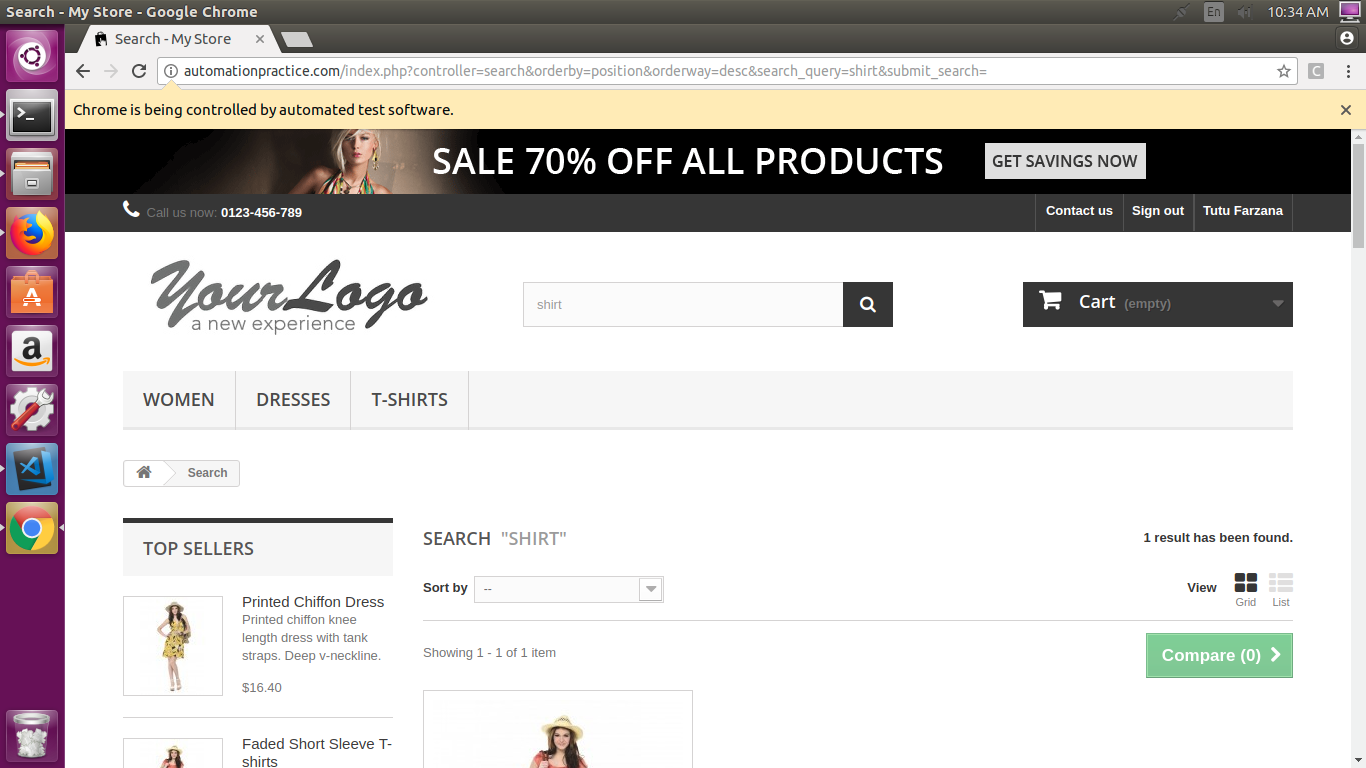 Search - My Store - Google Chrome
En
10:34 AM
Search - My Store
automationpractice.com/index.php?controller=search&orderby=position&orderway=desc&search_query=shirt&submit_search=
C
Chrome is being controlled by automated test software.
SALE 70% OFF ALL PRODUCTS
GET SAVINGS NOW
Call us now: 0123-456-789
Contact us
Sign out
Tutu Farzana
Your Logo
a new experience
shirt
Cart (empty)
WOMEN
DRESSES
T-SHIRTS
Search
TOP SELLERS
SEARCH "SHIRT"
1 result has been found.
Sort by
--
View
Grid
List
Printed Chiffon Dress
Printed chiffon knee
length dress with tank
straps. Deep v-neckline.
$16.40
Showing 1 - 1 of 1 item
Compare (0)
Faded Short Sleeve T-
shirts